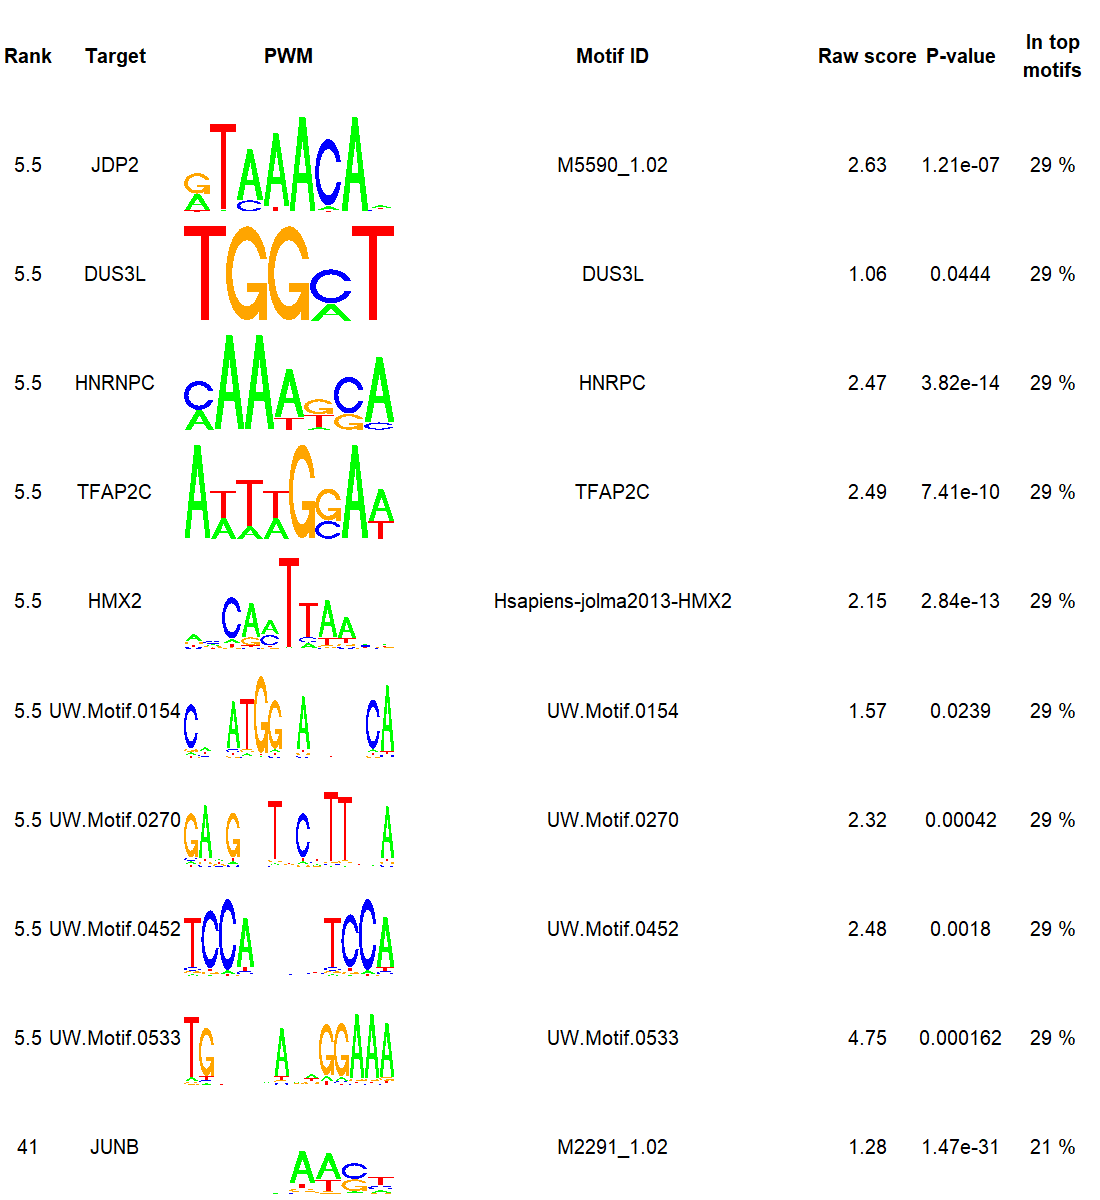 Rank Target PWM Motif ID Raw score P-value In top motifs
5.5 JDP2 M5590_1.02 2.63 1.21e-07 29 %
5.5 DUS3L DUS3L 1.06 0.0444 29 %
5.5 HNRNPC HNRPC 2.47 3.82e-14 29 %
5.5 TFAP2C TFAP2C 2.49 7.41e-10 29 %
5.5 HMX2 Hsapiens-jolma2013-HMX2 2.15 2.84e-13 29 %
5.5 UW.Motif.0154 UW.Motif.0154 1.57 0.0239 29 %
5.5 UW.Motif.0270 UW.Motif.0270 2.32 0.00042 29 %
5.5 UW.Motif.0452 UW.Motif.0452 2.48 0.0018 29 %
5.5 UW.Motif.0533 UW.Motif.0533 4.75 0.000162 29 %
41 JUNB M2291_1.02 1.28 1.47e-31 21 %